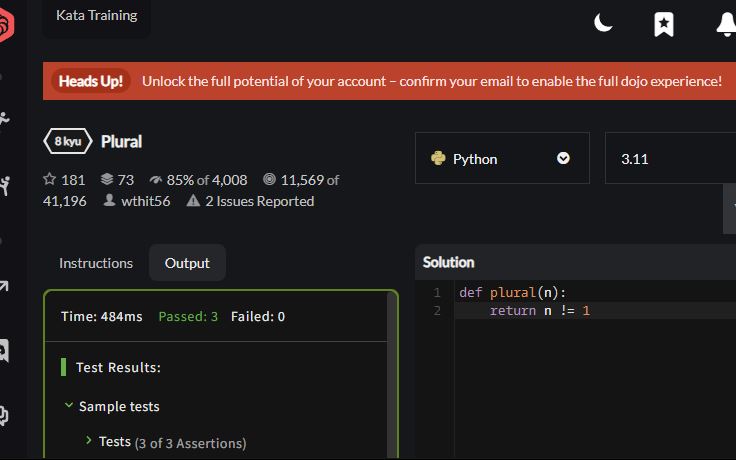 Kata Training
Heads Up! Unlock the full potential of your account – confirm your email to enable the full dojo experience!
8 kyu Plural
181 73 85% of 4,008 11,569 of
41,196 wthit56 2 Issues Reported
Python
3.11
Instructions Output
Time: 484ms Passed: 3 Failed: 0
Test Results:
Sample tests
Tests (3 of 3 Assertions)
Solution
1 def plural(n):
2 return n != 1